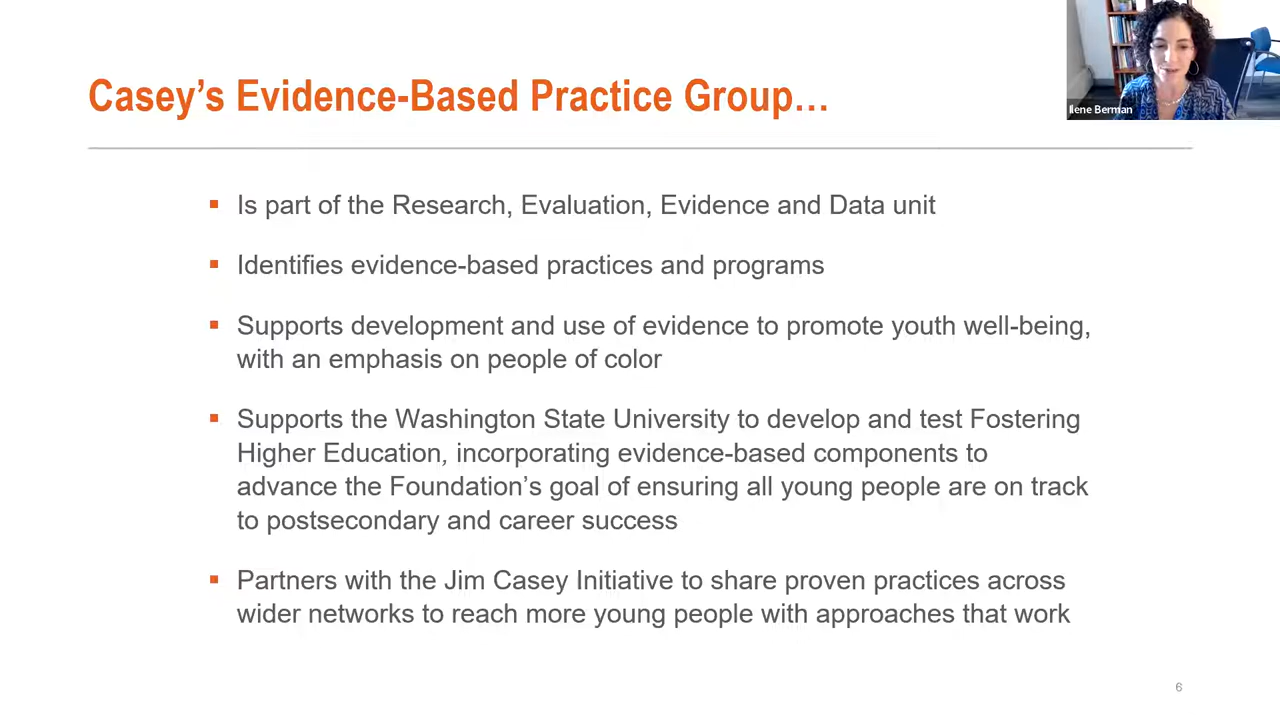 Casey's Evidence-Based Practice Group…
Ilene Berman
▪ Is part of the Research, Evaluation, Evidence and Data unit
▪ Identifies evidence-based practices and programs
▪ Supports development and use of evidence to promote youth well-being,
with an emphasis on people of color
▪ Supports the Washington State University to develop and test Fostering
Higher Education, incorporating evidence-based components to
advance the Foundation's goal of ensuring all young people are on track
to postsecondary and career success
▪ Partners with the Jim Casey Initiative to share proven practices across
wider networks to reach more young people with approaches that work
6